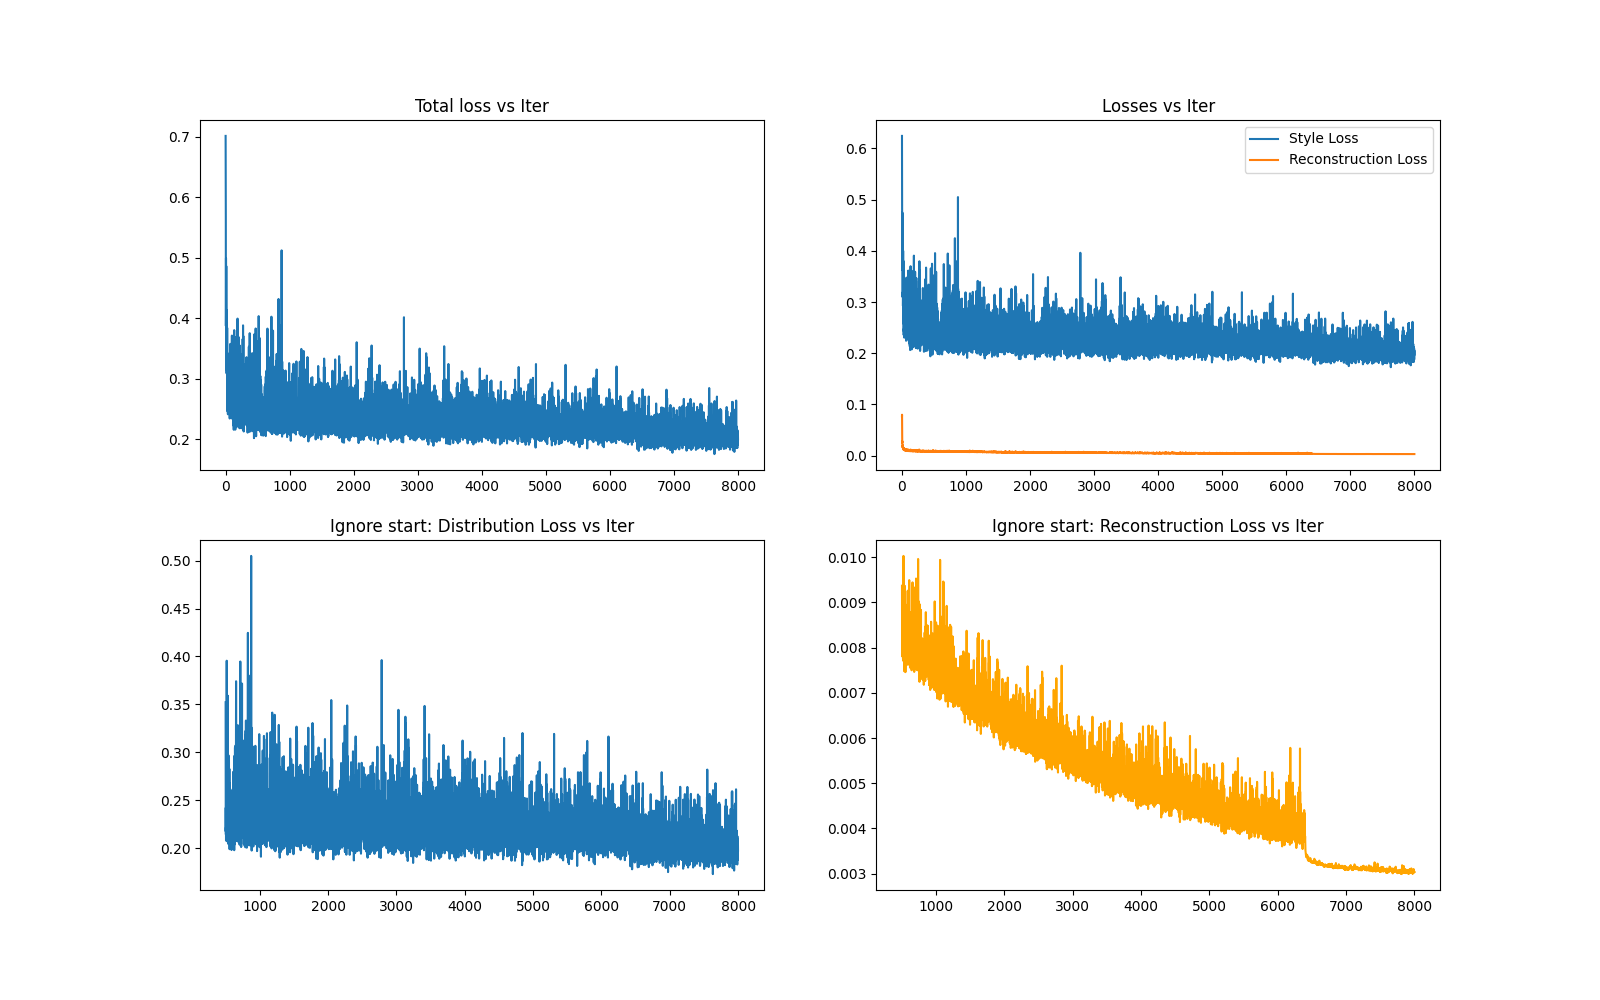 Total loss vs Iter
0.7
0.6
0.5
0.4
0.3
0.2
0 1000 2000 3000 4000 5000 6000 7000 8000
Losses vs Iter
Style Loss
Reconstruction Loss
0.6
0.5
0.4
0.3
0.2
0.1
0.0
0 1000 2000 3000 4000 5000 6000 7000 8000
Ignore start: Distribution Loss vs Iter
0.50
0.45
0.40
0.35
0.30
0.25
0.20
1000 2000 3000 4000 5000 6000 7000 8000
Ignore start: Reconstruction Loss vs Iter
0.010
0.009
0.008
0.007
0.006
0.005
0.004
0.003
1000 2000 3000 4000 5000 6000 7000 8000